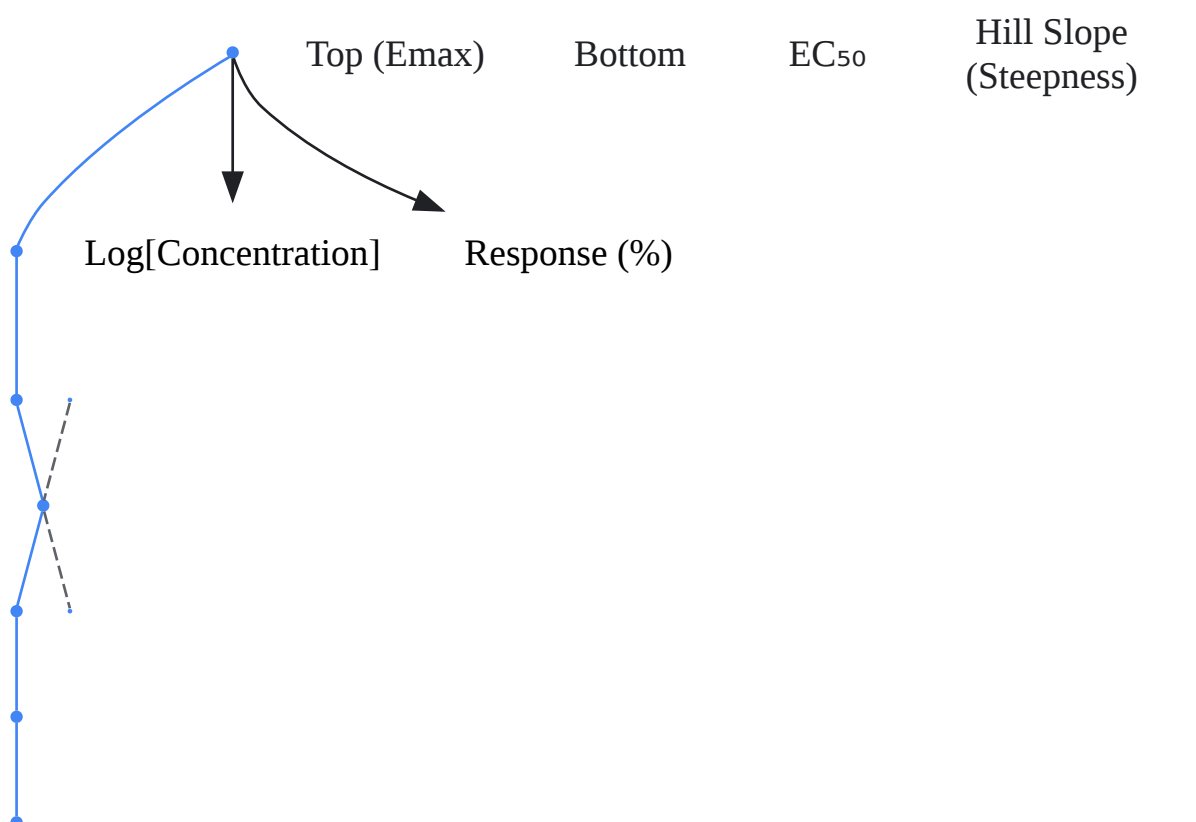 Top (Emax)
Bottom
EC₅₀
Hill Slope
(Steepness)
Log[Concentration]
Response (%)